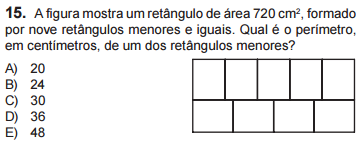 15. A figura mostra um retângulo de área 720 cm², formado
por nove retângulos menores e iguais. Qual é o perímetro,
em centímetros, de um dos retângulos menores?
A) 20
B) 24
C) 30
D) 36
E) 48